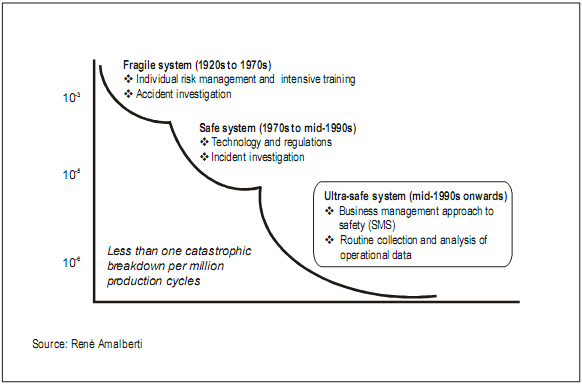 Fragile system (1920s to 1970s)
❖ Individual risk management and intensive training
❖ Accident investigation
10-3
Safe system (1970s to mid-1990s)
❖ Technology and regulations
❖ Incident investigation
10-5
Ultra-safe system (mid-1990s onwards)
❖ Business management approach to
safety (SMS)
❖ Routine collection and analysis of
operational data
Less than one catastrophic
breakdown per million
production cycles
10-6
Source: René Amalberti